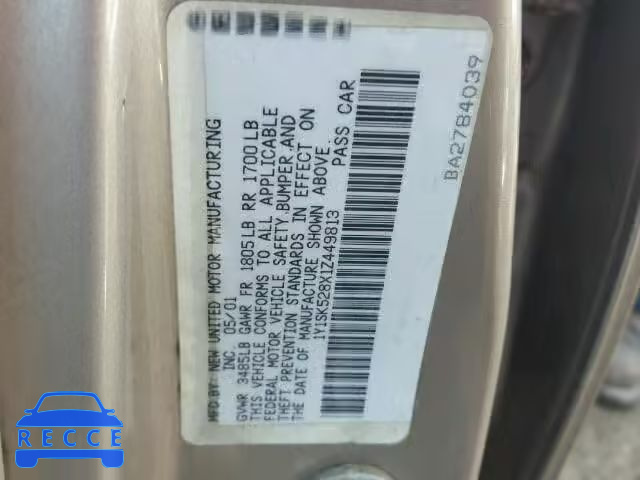 MFD BY: NEW UNITED MOTOR MANUFACTURING
INC 05/01
GVWR 3485LB GAWR FR 1805LB RR 1700LB
THIS VEHICLE CONFORMS TO ALL APPLICABLE
FEDERAL MOTOR VEHICLE SAFETY,BUMPER,AND
THEFT PREVENTION STANDARDS IN EFFECT ON
THE DATE OF MANUFACTURE SHOWN ABOVE.
1Y1SK528X1Z449813 PASS CAR
BA27B4039
RECCE